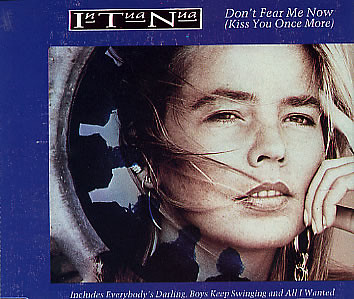 In Tua Nua
Don't Fear Me Now
(Kiss You Once More)
Includes Everybody's Darling, Boys Keep Swinging and All I Wanted